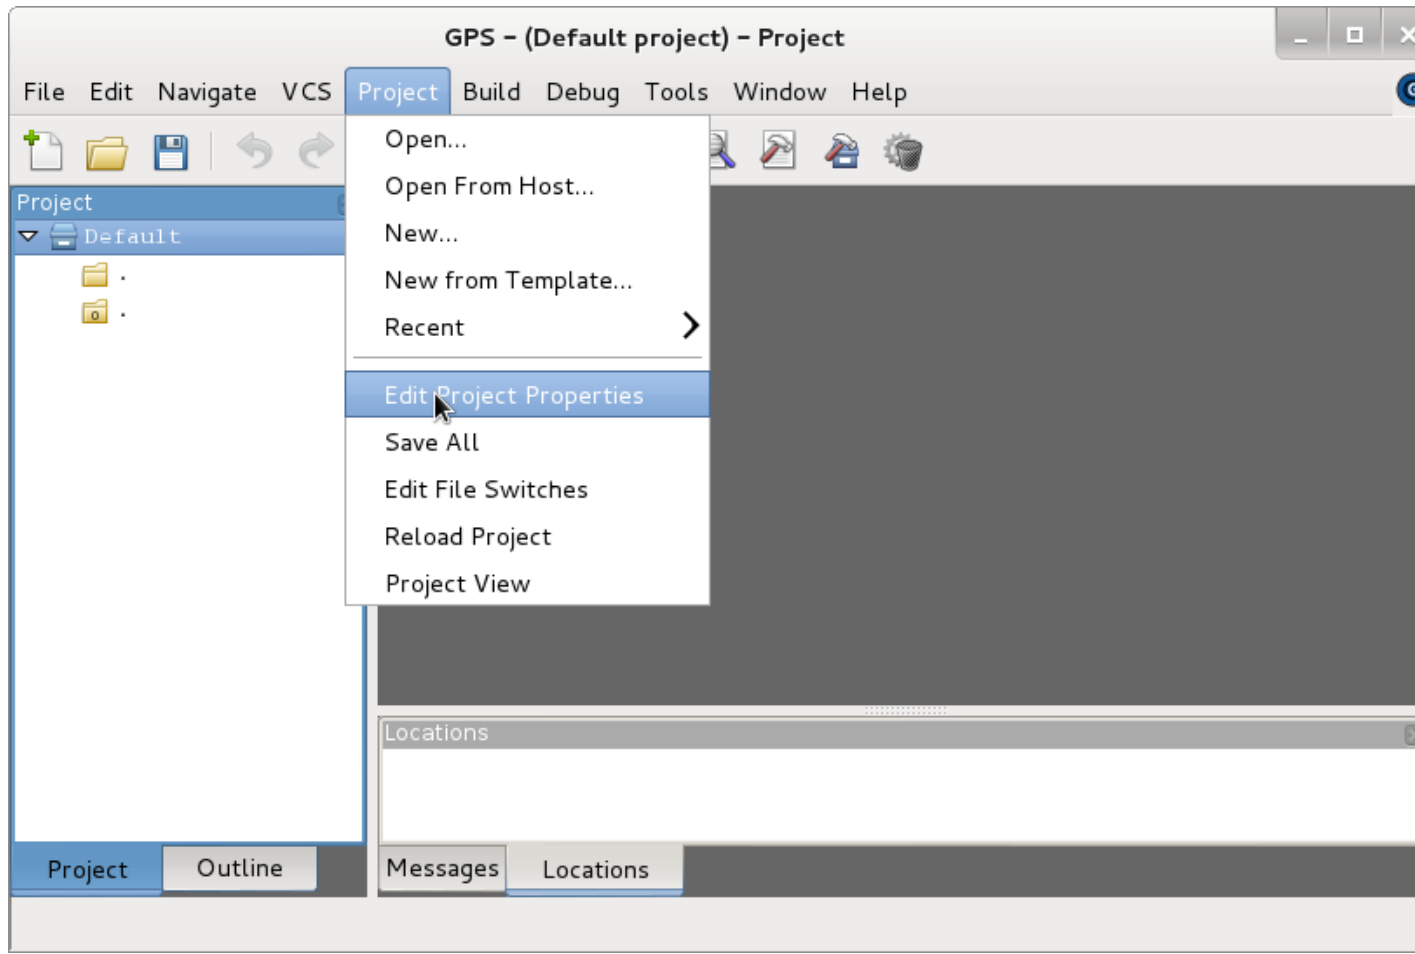 GPS – (Default project) – Project
File Edit Navigate VCS Project Build Debug Tools Window Help
Open...
Open From Host...
New...
New from Template...
Recent
Edit Project Properties
Save All
Edit File Switches
Reload Project
Project View
Project
Default
.
o .
Locations
Project Outline
Messages Locations